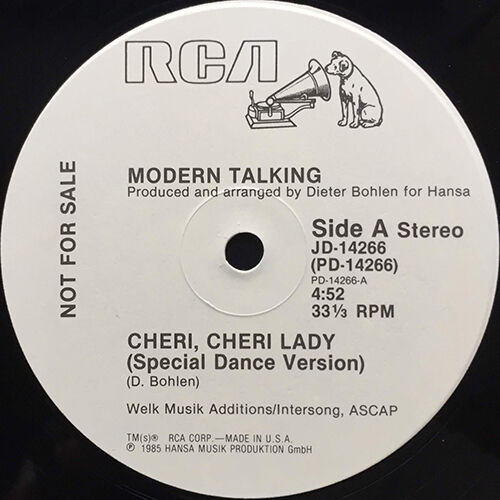 RCA
NOT FOR SALE
MODERN TALKING
Produced and arranged by Dieter Bohlen for Hansa
Side A Stereo
JD-14266
(PD-14266)
PD-14266-A
4:52
33⅓ RPM
CHERI, CHERI LADY
(Special Dance Version)
(D. Bohlen)
Welk Musik Additions/Intersong, ASCAP
TM(s)® RCA CORP.—MADE IN U.S.A.
℗ 1985 HANSA MUSIK PRODUKTION GmbH